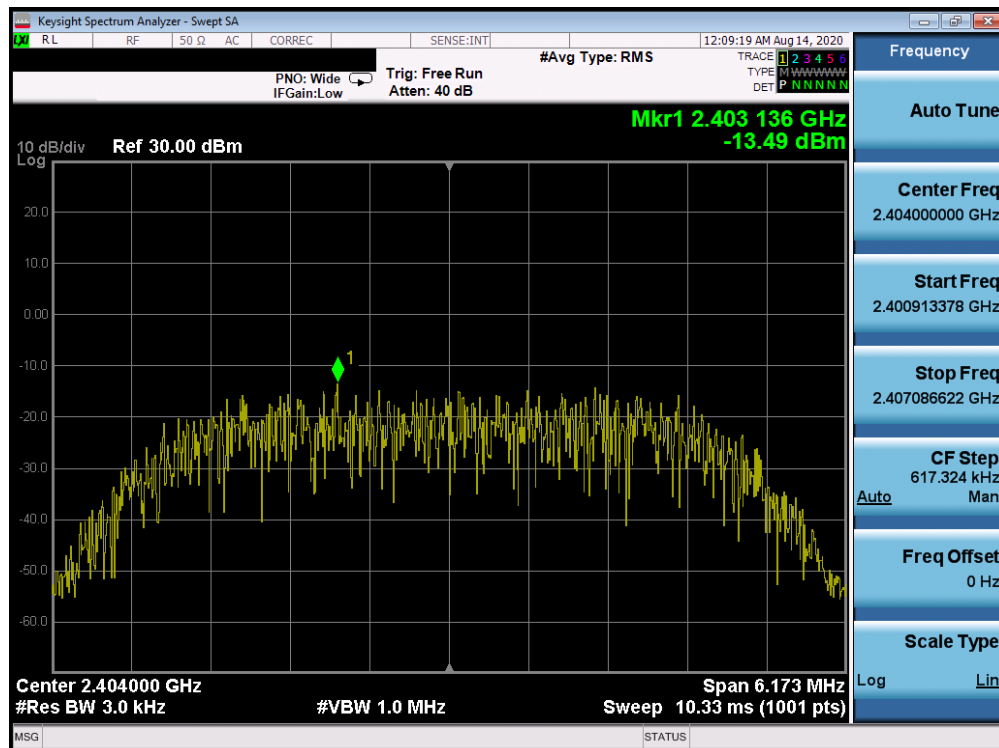 Keysight Spectrum Analyzer - Swept SA
LXI RL RF 50 Ω AC CORREC SENSE:INT 12:09:19 AM Aug 14, 2020
#Avg Type: RMS TRACE 1 2 3 4 5 6
PNO: Wide Trig: Free Run TYPE M WWWWW
IFGain:Low Atten: 40 dB DET P N N N N N
Mkr1 2.403 136 GHz
-13.49 dBm
10 dB/div Ref 30.00 dBm
Log
20.0
10.0
0.00
1
-10.0
-20.0
-30.0
-40.0
-50.0
-60.0
Center 2.404000 GHz Span 6.173 MHz
#Res BW 3.0 kHz #VBW 1.0 MHz Sweep 10.33 ms (1001 pts)
MSG STATUS
Frequency
Auto Tune
Center Freq
2.404000000 GHz
Start Freq
2.400913378 GHz
Stop Freq
2.407086622 GHz
CF Step
617.324 kHz
Auto Man
Freq Offset
0 Hz
Scale Type
Log Lin